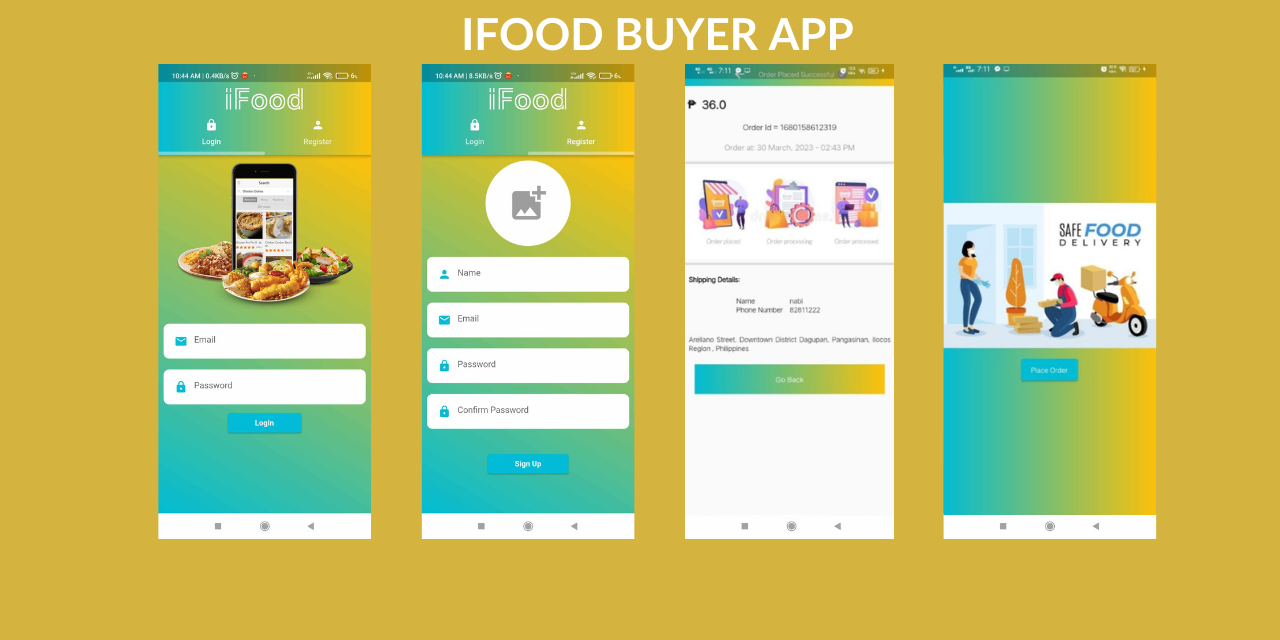 IFOOD BUYER APP
10:44 AM | 0.4KB/s
iFood
Login
Register
Search
Email
Password
Login
10:44 AM | 8.5KB/s
iFood
Login
Register
Name
Email
Password
Confirm Password
Sign Up
7:11
Order Placed Successful
₱ 36.0
Order Id = 1680158612319
Order at: 30 March, 2023 - 02:43 PM
Order placed
Order processing
Order processed
Shipping Details:
Name nabi
Phone Number 82811222
Arellano Street, Downtown District Dagupan, Pangasinan, Ilocos
Region , Philippines
Go Back
7:11
SAFE FOOD
DELIVERY
Place Order